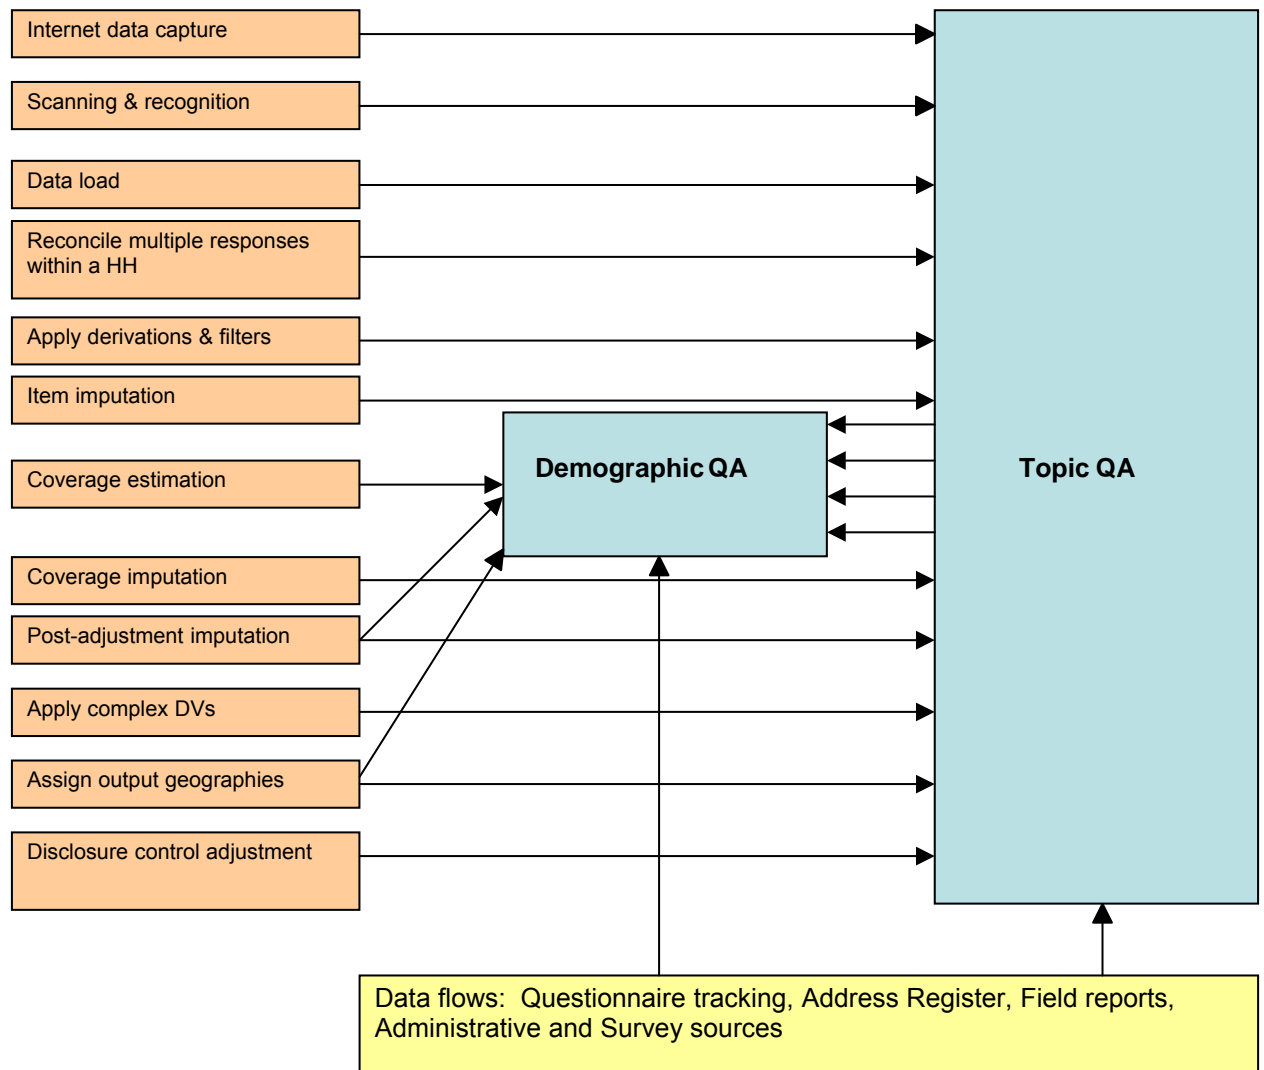 Internet data capture
Scanning & recognition
Data load
Reconcile multiple responses
within a HH
Apply derivations & filters
Item imputation
Coverage estimation
Coverage imputation
Post-adjustment imputation
Apply complex DVs
Assign output geographies
Disclosure control adjustment
Demographic QA
Topic QA
Data flows: Questionnaire tracking, Address Register, Field reports,
Administrative and Survey sources